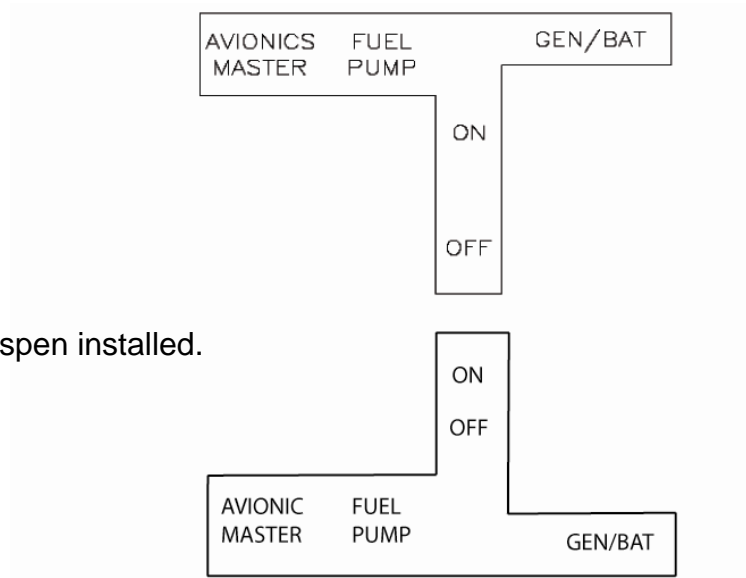 AVIONICS FUEL GEN/BAT
MASTER PUMP
ON
OFF
spen installed.
ON
OFF
AVIONIC FUEL
MASTER PUMP GEN/BAT